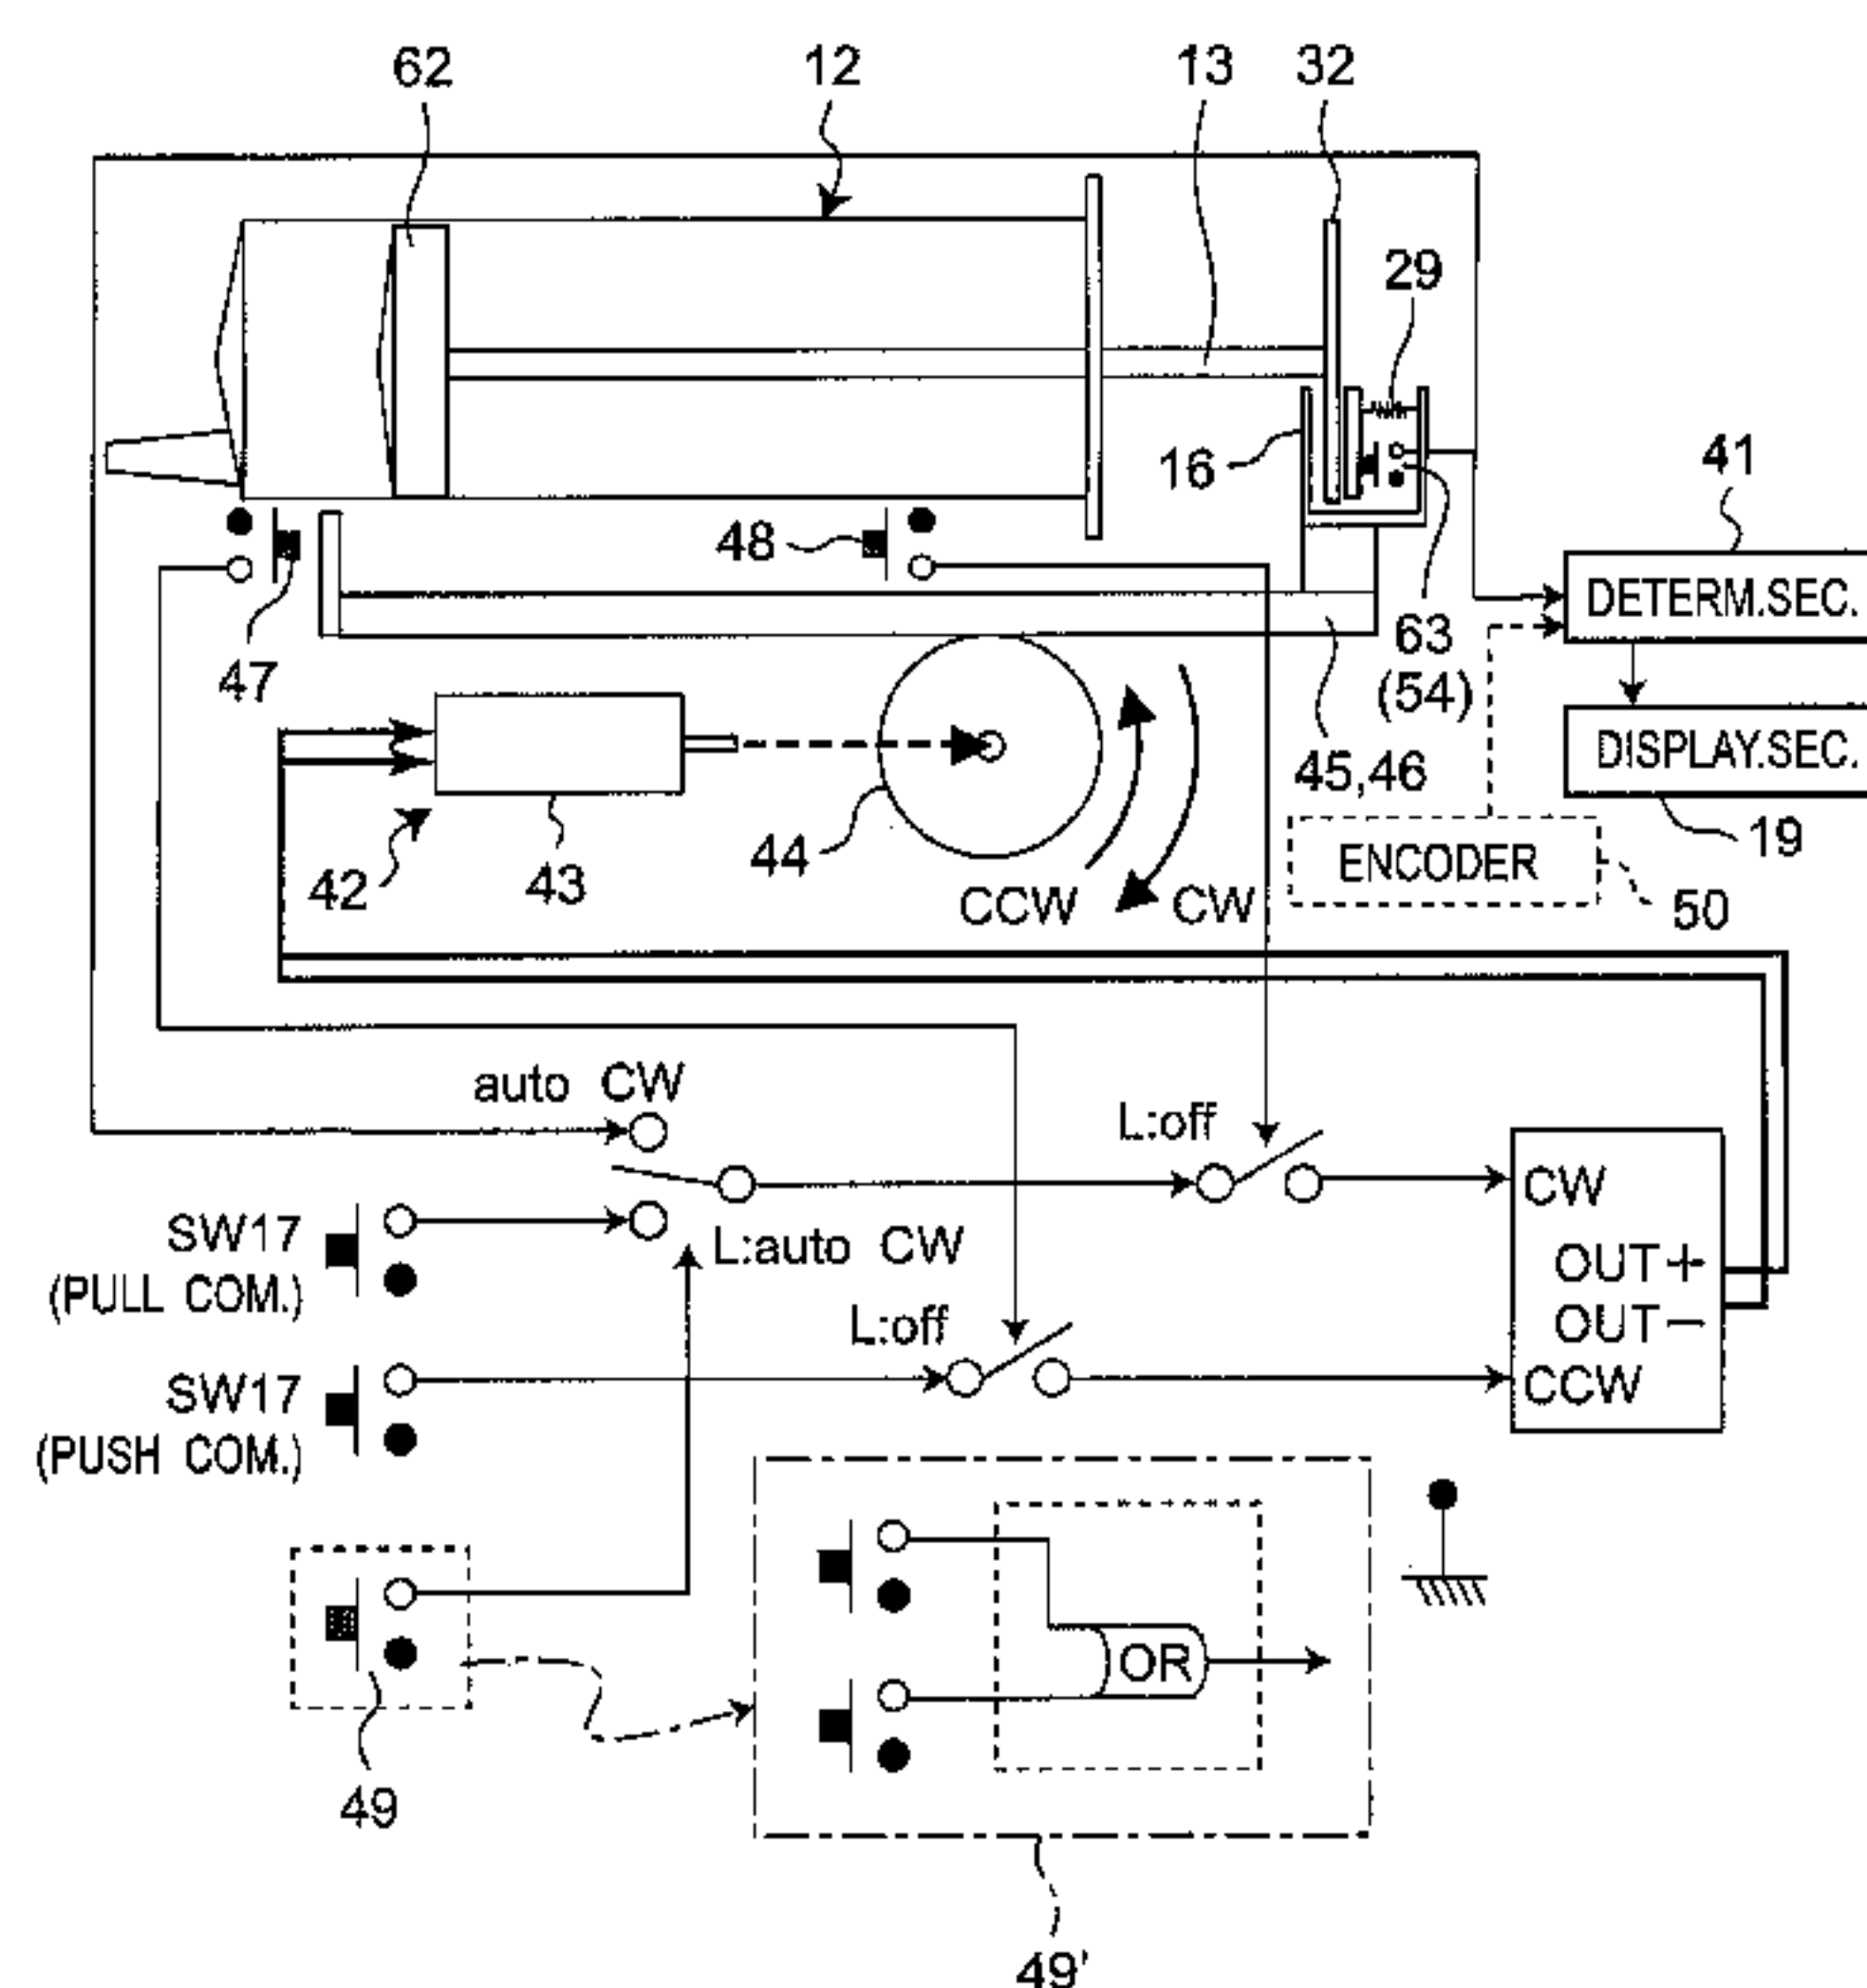 62
12
13
32
29
16
41
48
DETERM.SEC.
47
63
(54)
DISPLAY.SEC.
45,46
42
43
44
CCW
CW
ENCODER
19
50
auto CW
L:off
CW
SW17
(PULL COM.)
L:auto CW
OUT+
OUT-
L:off
CCW
SW17
(PUSH COM.)
OR
49
49'